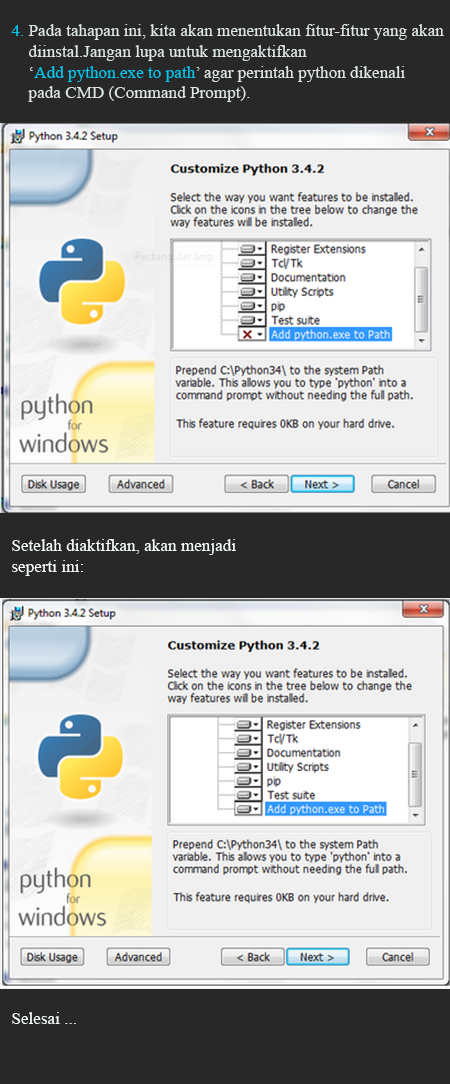 4. Pada tahapan ini, kita akan menentukan fitur-fitur yang akan
diinstal.Jangan lupa untuk mengaktifkan
‘Add python.exe to path’ agar perintah python dikenali
pada CMD (Command Prompt).
Python 3.4.2 Setup
Customize Python 3.4.2
Select the way you want features to be installed.
Click on the icons in the tree below to change the
way features will be installed.
Register Extensions
Tcl/Tk
Rectangular Snip
Documentation
Utility Scripts
pip
Test suite
Add python.exe to Path
Prepend C:\Python34\ to the system Path
variable. This allows you to type 'python' into a
command prompt without needing the full path.
This feature requires 0KB on your hard drive.
python
for
windows
Disk Usage
Advanced
< Back
Next >
Cancel
Setelah diaktifkan, akan menjadi
seperti ini:
Python 3.4.2 Setup
Customize Python 3.4.2
Select the way you want features to be installed.
Click on the icons in the tree below to change the
way features will be installed.
Register Extensions
Tcl/Tk
Documentation
Utility Scripts
pip
Test suite
Add python.exe to Path
Prepend C:\Python34\ to the system Path
variable. This allows you to type 'python' into a
command prompt without needing the full path.
This feature requires 0KB on your hard drive.
python
for
windows
Disk Usage
Advanced
< Back
Next >
Cancel
Selesai ...